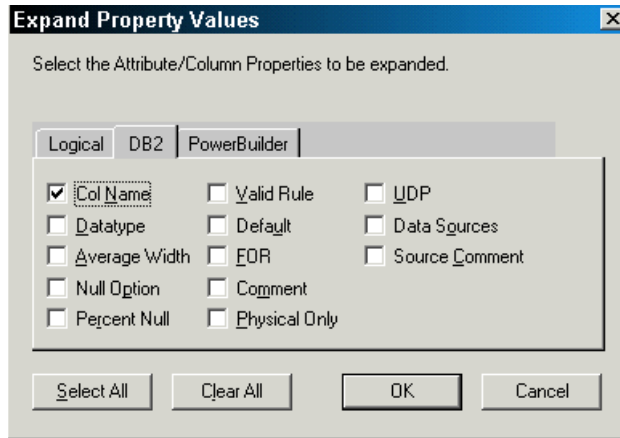 Expand Property Values
Select the Attribute/Column Properties to be expanded.
Logical DB2 PowerBuilder
Col Name Valid Rule UDP
Datatype Default Data Sources
Average Width FOR Source Comment
Null Option Comment
Percent Null Physical Only
Select All Clear All OK Cancel